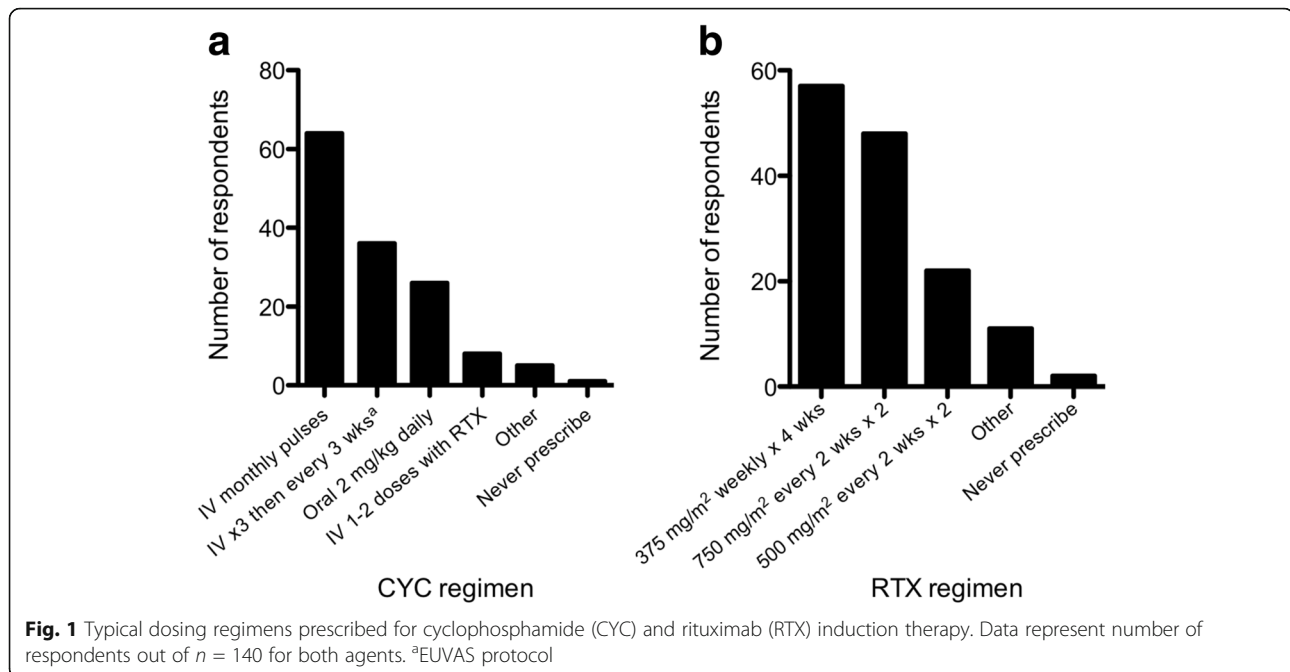 a
Number of respondents
80
60
40
20
0
IV monthly pulses
IV x3 then every 3 wksᵃ
Oral 2 mg/kg daily
IV 1-2 doses with RTX
Other
Never prescribe
CYC regimen
b
Number of respondents
60
40
20
0
375 mg/m² weekly x 4 wks
750 mg/m² every 2 wks x 2
500 mg/m² every 2 wks x 2
Other
Never prescribe
RTX regimen
Fig. 1 Typical dosing regimens prescribed for cyclophosphamide (CYC) and rituximab (RTX) induction therapy. Data represent number of
respondents out of n = 140 for both agents. ᵃEUVAS protocol